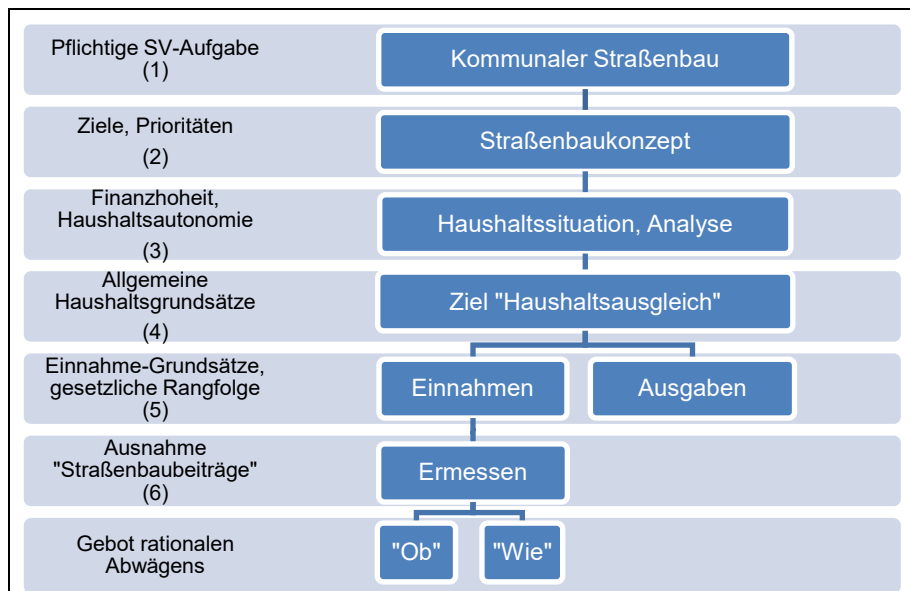 Pflichtige SV-Aufgabe
(1)
Kommunaler Straßenbau
Ziele, Prioritäten
(2)
Straßenbaukonzept
Finanzhoheit,
Haushaltsautonomie
(3)
Haushaltssituation, Analyse
Allgemeine
Haushaltsgrundsätze
(4)
Ziel "Haushaltsausgleich"
Einnahme-Grundsätze,
gesetzliche Rangfolge
(5)
Einnahmen
Ausgaben
Ausnahme
"Straßenbaubeiträge"
(6)
Ermessen
Gebot rationalen
Abwägens
"Ob"
"Wie"